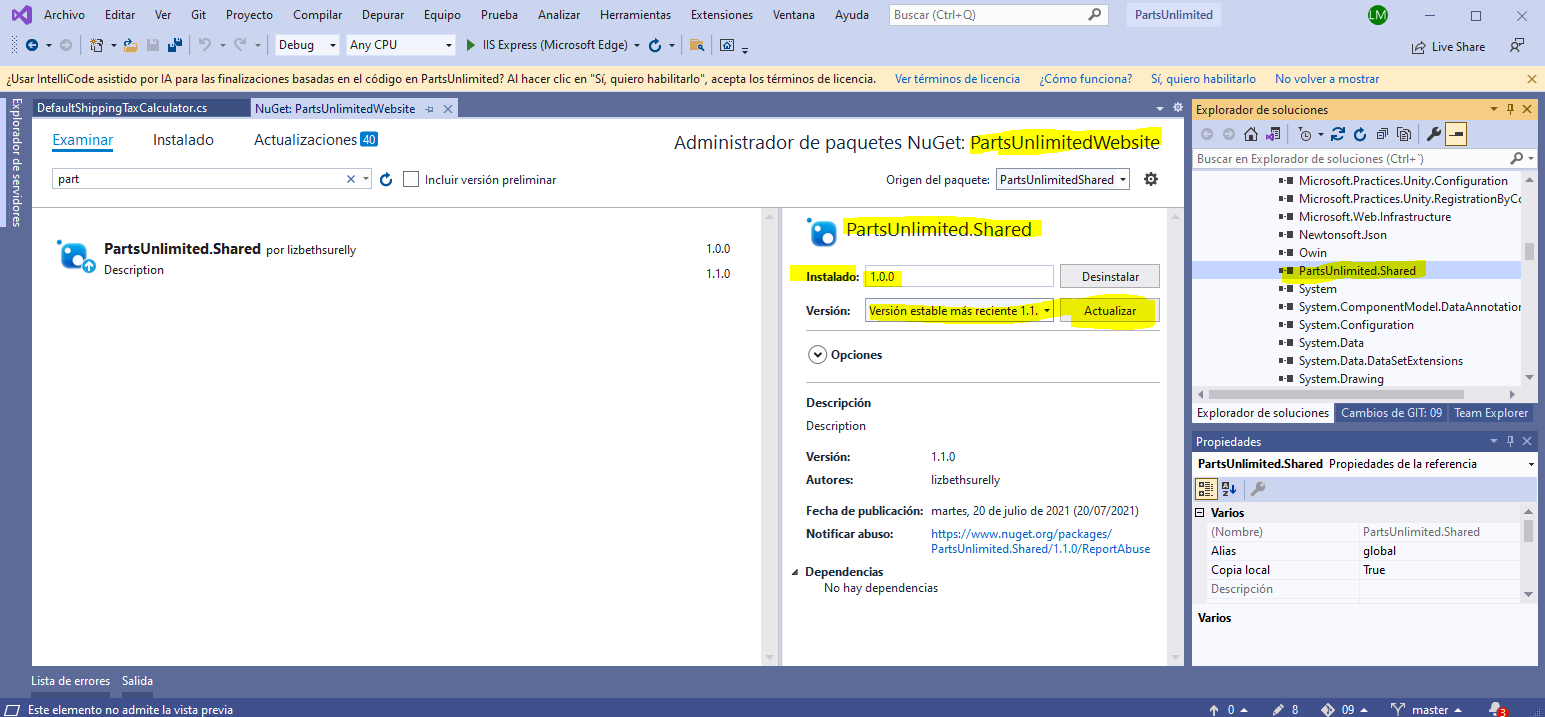 Archivo Editar Ver Git Proyecto Compilar Depurar Equipo Prueba Analizar Herramientas Extensiones Ventana Ayuda Buscar (Ctrl+Q) PartsUnlimited LM
Debug Any CPU IIS Express (Microsoft Edge) Live Share
¿Usar IntelliCode asistido por IA para las finalizaciones basadas en el código en PartsUnlimited? Al hacer clic en "Sí, quiero habilitarlo", acepta los términos de licencia. Ver términos de licencia ¿Cómo funciona? Sí, quiero habilitarlo No volver a mostrar
Explorador de servidores
DefaultShippingTaxCalculator.cs NuGet: PartsUnlimitedWebsite
Examinar Instalado Actualizaciones 40
Administrador de paquetes NuGet: PartsUnlimitedWebsite
part Incluir versión preliminar
Origen del paquete: PartsUnlimitedShared
PartsUnlimited.Shared por lizbethsurelly 1.0.0
Description 1.1.0
PartsUnlimited.Shared
Instalado: 1.0.0 Desinstalar
Versión: Versión estable más reciente 1.1. Actualizar
Opciones
Descripción
Description
Versión: 1.1.0
Autores: lizbethsurelly
Fecha de publicación: martes, 20 de julio de 2021 (20/07/2021)
Notificar abuso: https://www.nuget.org/packages/
PartsUnlimited.Shared/1.1.0/ReportAbuse
Dependencias
No hay dependencias
Explorador de soluciones
Buscar en Explorador de soluciones (Ctrl+¨)
Microsoft.Practices.Unity.Configuration
Microsoft.Practices.Unity.RegistrationByCo
Microsoft.Web.Infrastructure
Newtonsoft.Json
Owin
PartsUnlimited.Shared
System
System.ComponentModel.DataAnnotation
System.Configuration
System.Data
System.Data.DataSetExtensions
System.Drawing
Explorador de soluciones Cambios de GIT: 09 Team Explorer
Propiedades
PartsUnlimited.Shared Propiedades de la referencia
Varios
(Nombre) PartsUnlimited.Shared
Alias global
Copia local True
Descripción
Varios
Lista de errores Salida
Este elemento no admite la vista previa 0 8 09 master 3